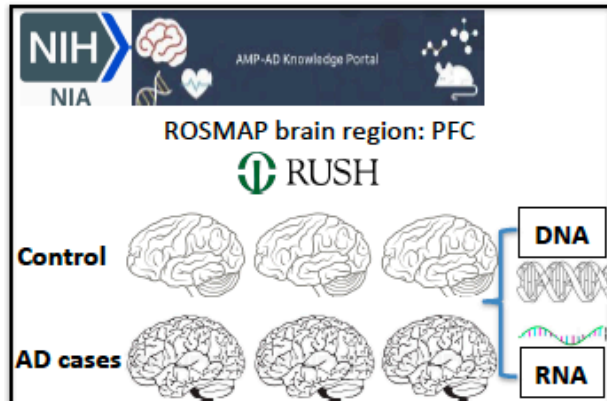 NIH
NIA
AMP-AD Knowledge Portal
ROSMAP brain region: PFC
RUSH
Control
DNA
AD cases
RNA